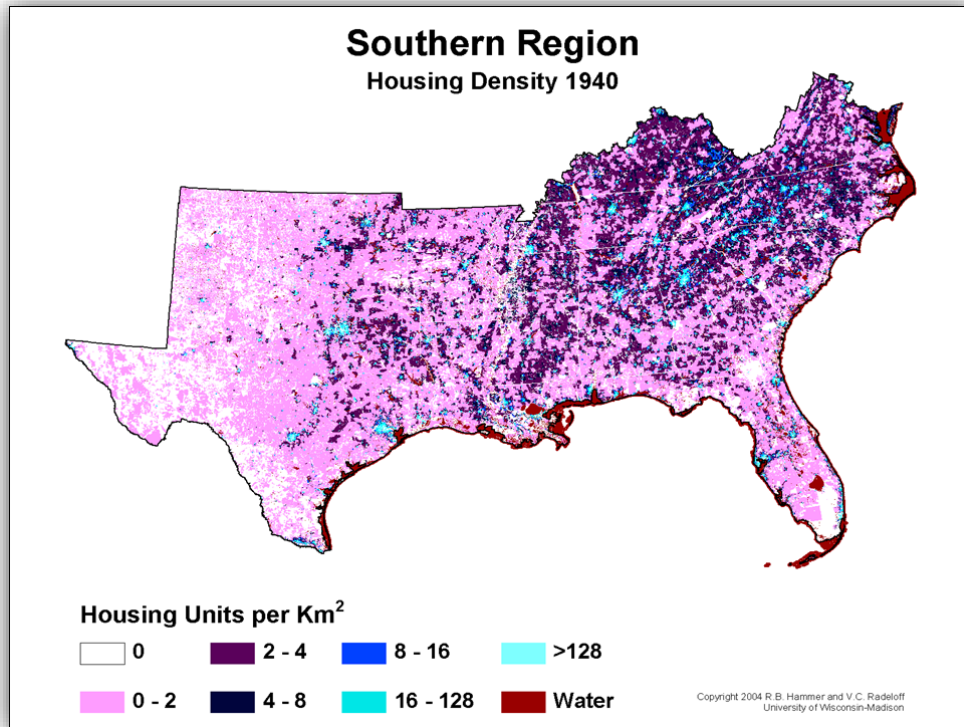 Southern Region
Housing Density 1940
Housing Units per Km²
0
2 - 4
8 - 16
>128
0 - 2
4 - 8
16 - 128
Water
Copyright 2004 R.B. Hammer and V.C. Radeloff
University of Wisconsin-Madison